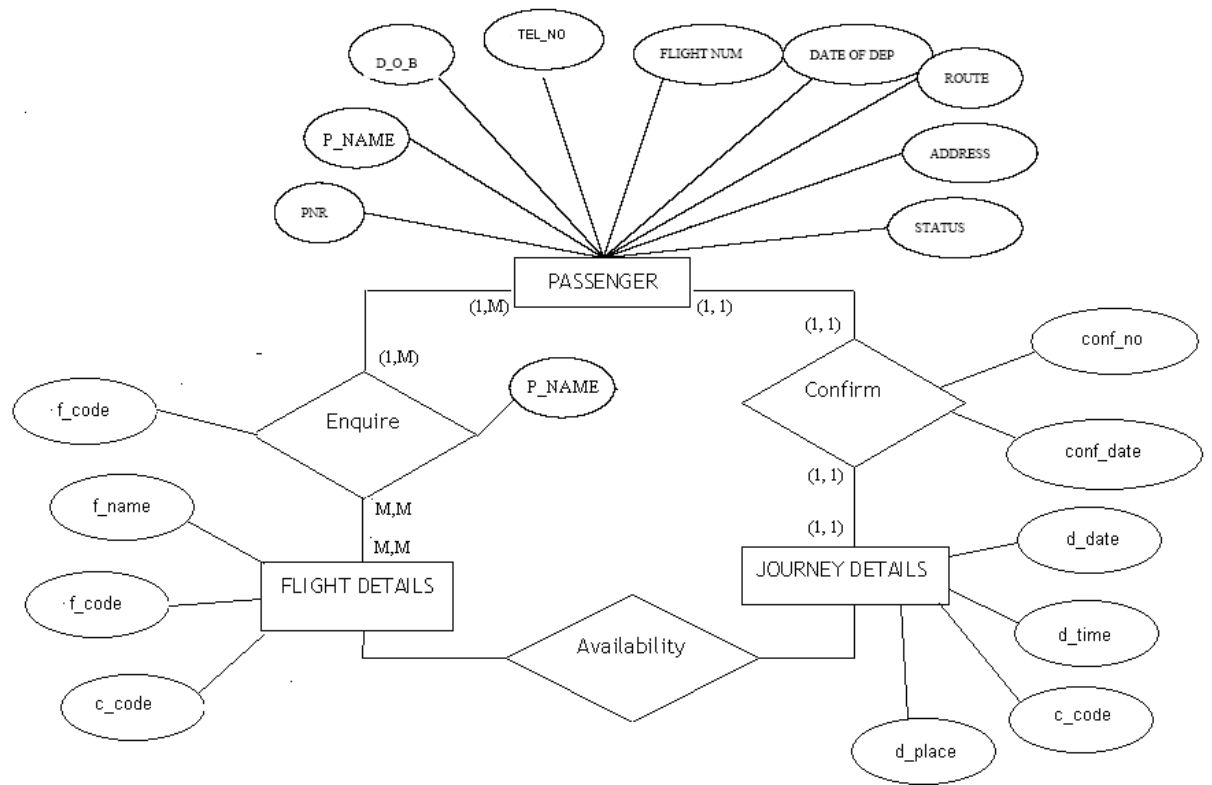 TEL_NO
FLIGHT NUM
DATE OF DEP
D_O_B
ROUTE
P_NAME
ADDRESS
PNR
STATUS
PASSENGER
(1,M)
(1, 1)
(1, 1)
(1,M)
conf_no
P_NAME
Confirm
f_code
Enquire
conf_date
(1, 1)
f_name
M,M
(1, 1)
d_date
M,M
FLIGHT DETAILS
JOURNEY DETAILS
f_code
d_time
Availability
c_code
c_code
d_place